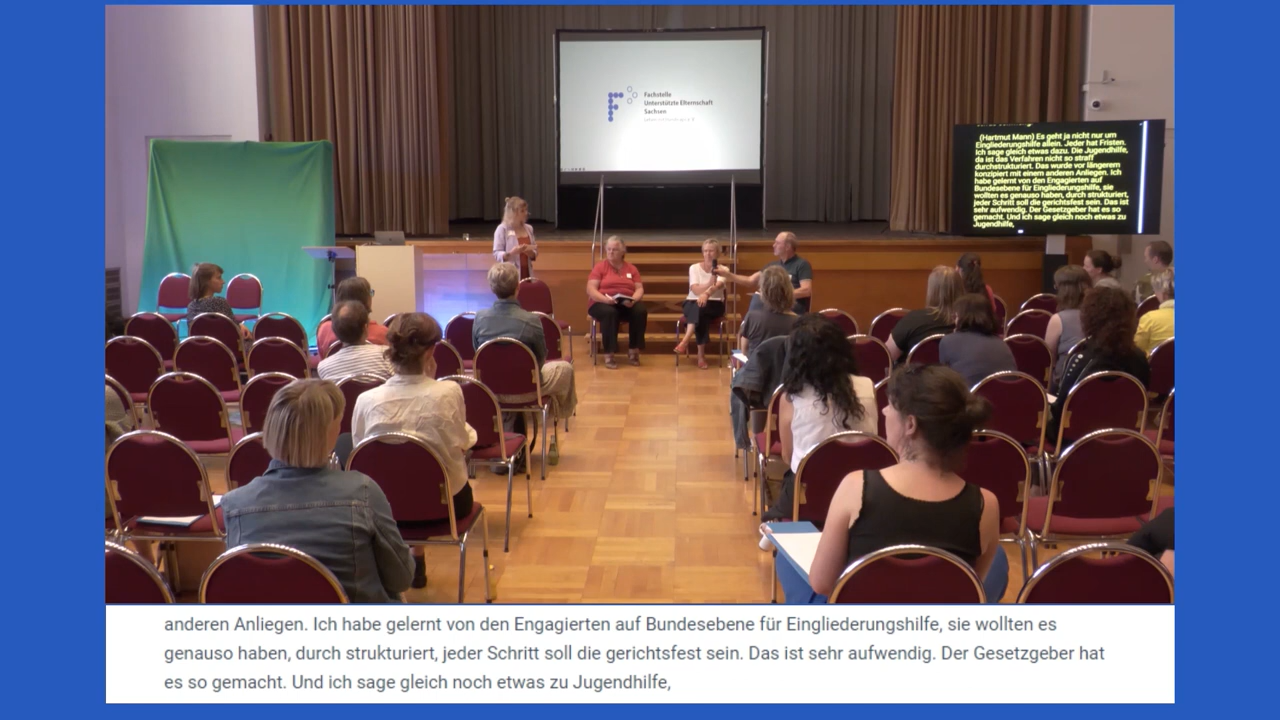 Fachstelle
Unterstützte Elternschaft
Sachsen
(Hartmut Mann) Es geht ja nicht nur um
Eingliederungshilfe allein. Jeder hat Fristen.
Ich sage gleich etwas dazu. Die Jugendhilfe,
da ist das Verfahren nicht so straff
durchstrukturiert. Das wurde vor längerem
konzipiert mit einem anderen Anliegen. Ich
habe gelernt von den Engagierten auf
Bundesebene für Eingliederungshilfe, sie
wollten es genauso haben, durch strukturiert,
jeder Schritt soll die gerichtsfest sein. Das ist
sehr aufwendig. Der Gesetzgeber hat es so
gemacht. Und ich sage gleich noch etwas zu
Jugendhilfe,
anderen Anliegen. Ich habe gelernt von den Engagierten auf Bundesebene für Eingliederungshilfe, sie wollten es
genauso haben, durch strukturiert, jeder Schritt soll die gerichtsfest sein. Das ist sehr aufwendig. Der Gesetzgeber hat
es so gemacht. Und ich sage gleich noch etwas zu Jugendhilfe,